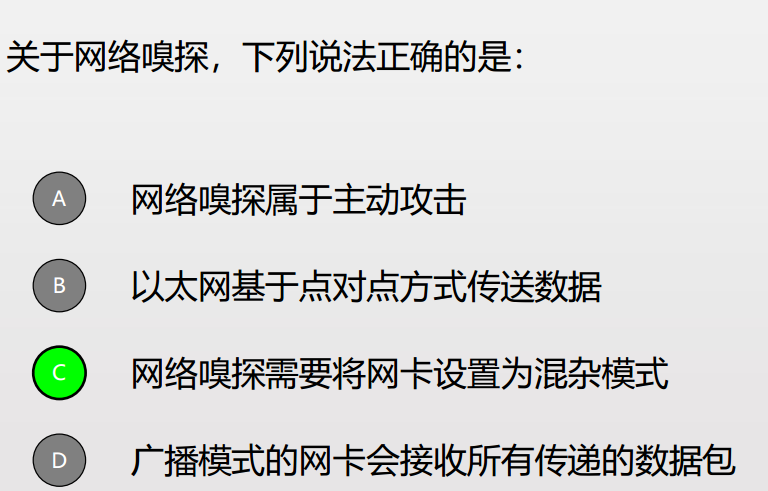 关于网络嗅探，下列说法正确的是：
A 网络嗅探属于主动攻击
B 以太网基于点对点方式传送数据
C 网络嗅探需要将网卡设置为混杂模式
D 广播模式的网卡会接收所有传递的数据包